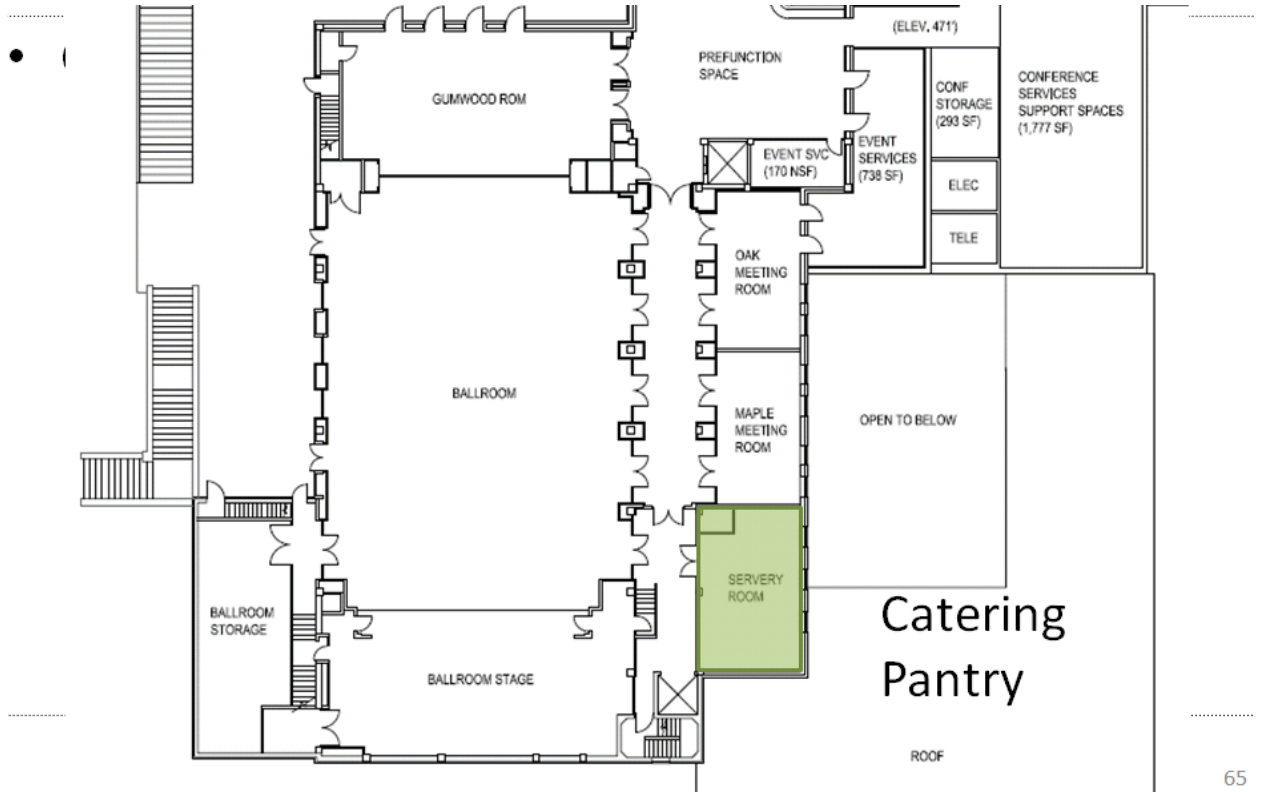 (ELEV, 471')
PREFUNCTION
SPACE
GUMWOOD ROM
CONF
STORAGE
(293 SF)
CONFERENCE
SERVICES
SUPPORT SPACES
(1,777 SF)
EVENT SVC
(170 NSF)
EVENT
SERVICES
(738 SF)
ELEC
TELE
OAK
MEETING
ROOM
BALLROOM
MAPLE
MEETING
ROOM
OPEN TO BELOW
SERVERY
ROOM
BALLROOM
STORAGE
Catering
Pantry
BALLROOM STAGE
ROOF
65